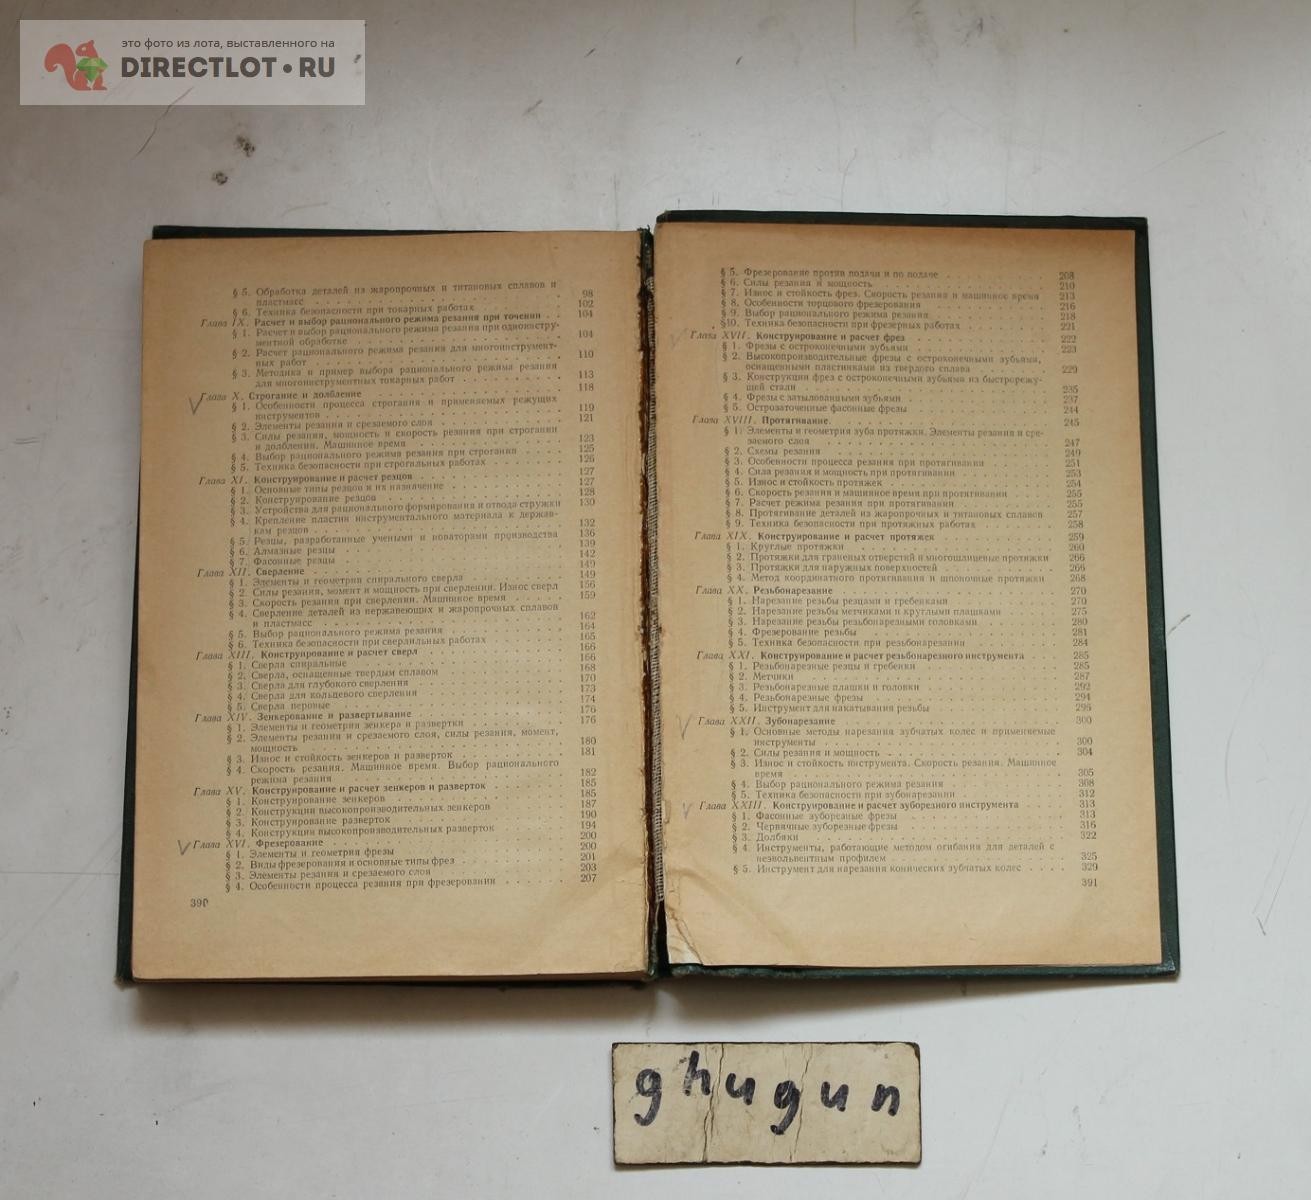 это фото из лота, выставленного на
DIRECTLOT•RU
§ 5. Обработка деталей из жаропрочных и титановых сплавов и
пластмасс 98
§ 6. Техника безопасности при токарных работах 102
Глава IX. Расчет и выбор рационального режима резания при точении 104
§ 1. Расчет и выбор рационального режима резания при одноинстру-
ментной обработке 104
§ 2. Расчет рационального режима резания для многоинструмент-
ных работ 110
§ 3. Методика и пример выбора рационального режима резания
для многоинструментных токарных работ 113
Глава X. Строгание и долбление 118
§ 1. Особенности процесса строгания и применяемых режущих
инструментов 119
§ 2. Элементы резания и срезаемого слоя 121
§ 3. Силы резания, мощность и скорость резания при строгании
и долблении. Машинное время 123
§ 4. Выбор рационального режима резания при строгании 125
§ 5. Техника безопасности при строгальных работах 126
Глава XI. Конструирование и расчет резцов 127
§ 1. Основные типы резцов и их назначение 127
§ 2. Конструирование резцов 128
§ 3. Устройства для рационального формирования и отвода стружки 130
§ 4. Крепление пластин инструментального материала к держав-
кам резцов 132
§ 5. Резцы, разработанные учеными и новаторами производства 136
§ 6. Алмазные резцы 139
§ 7. Фасонные резцы 142
Глава XII. Сверление 149
§ 1. Элементы и геометрия спирального сверла 149
§ 2. Силы резания, момент и мощность при сверлении. Износ сверл 156
§ 3. Скорость резания при сверлении. Машинное время 159
§ 4. Сверление деталей из нержавеющих и жаропрочных сплавов
и пластмасс 162
§ 5. Выбор рационального режима резания 164
§ 6. Техника безопасности при сверлильных работах 165
Глава XIII. Конструирование и расчет сверл 166
§ 1. Сверла спиральные 166
§ 2. Сверла, оснащенные твердым сплавом 168
§ 3. Сверла для глубокого сверления 170
§ 4. Сверла для кольцевого сверления 173
§ 5. Сверла перовые 174
Глава XIV. Зенкерование и развертывание 176
§ 1. Элементы и геометрия зенкера и развертки 176
§ 2. Элементы резания и срезаемого слоя, силы резания, момент,
мощность 180
§ 3. Износ и стойкость зенкеров и разверток 181
§ 4. Скорость резания. Машинное время. Выбор рационального
режима резания 182
Глава XV. Конструирование и расчет зенкеров и разверток 185
§ 1. Конструирование зенкеров 185
§ 2. Конструкции высокопроизводительных зенкеров 187
§ 3. Конструирование разверток 190
§ 4. Конструкции высокопроизводительных разверток 194
Глава XVI. Фрезерование 200
§ 1. Элементы и геометрия фрезы 200
§ 2. Виды фрезерования и основные типы фрез 201
§ 3. Элементы резания и срезаемого слоя 203
§ 4. Особенности процесса резания при фрезеровании 207
390
§ 5. Фрезерование против подачи и по подаче 208
§ 6. Силы резания и мощность 210
§ 7. Износ и стойкость фрез. Скорость резания и машинное время 213
§ 8. Особенности торцового фрезерования 216
§ 9. Выбор рационального режима резания 218
§10. Техника безопасности при фрезерных работах 221
Глава XVII. Конструирование и расчет фрез 222
§ 1. Фрезы с остроконечными зубьями 223
§ 2. Высокопроизводительные фрезы с остроконечными зубьями,
оснащенными пластинками из твердого сплава 229
§ 3. Конструкции фрез с остроконечными зубьями из быстрорежу-
щей стали 235
§ 4. Фрезы с затылованными зубьями 237
§ 5. Острозаточенные фасонные фрезы 244
Глава XVIII. Протягивание. 245
§ 1. Элементы и геометрия зуба протяжки. Элементы резания и сре-
заемого слоя 247
§ 2. Схемы резания 249
§ 3. Особенности процесса резания при протягивании 251
§ 4. Сила резания и мощность при протягивании 253
§ 5. Износ и стойкость протяжек 254
§ 6. Скорость резания и машинное время при протягивании 255
§ 7. Расчет режима резания при протягивании 255
§ 8. Протягивание деталей из жаропрочных и титановых сплавов 257
§ 9. Техника безопасности при протяжных работах 258
Глава XIX. Конструирование и расчет протяжек 259
§ 1. Круглые протяжки 260
§ 2. Протяжки для граненых отверстий и многошлицевые протяжки 266
§ 3. Протяжки для наружных поверхностей 266
§ 4. Метод координатного протягивания и шпоночные протяжки 268
Глава XX. Резьбонарезание 270
§ 1. Нарезание резьбы резцами и гребенками 270
§ 2. Нарезание резьбы метчиками и круглыми плашками 275
§ 3. Нарезание резьбы резьбонарезными головками 280
§ 4. Фрезерование резьбы 281
§ 5. Техника безопасности при резьбонарезании 284
Глава XXI. Конструирование и расчет резьбонарезного инструмента 285
§ 1. Резьбонарезные резцы и гребенки 285
§ 2. Метчики 287
§ 3. Резьбонарезные плашки и головки 292
§ 4. Резьбонарезные фрезы 294
§ 5. Инструмент для накатывания резьбы 295
Глава XXII. Зубонарезание 300
§ 1. Основные методы нарезания зубчатых колес и применяемые
инструменты 300
§ 2. Силы резания и мощность 304
§ 3. Износ и стойкость инструмента. Скорость резания. Машинное
время 305
§ 4. Выбор рационального режима резания 308
§ 5. Техника безопасности при зубонарезании 312
Глава XXIII. Конструирование и расчет зуборезного инструмента 313
§ 1. Фасонные зуборезные фрезы 313
§ 2. Червячные зуборезные фрезы 316
§ 3. Долбяки 322
§ 4. Инструменты, работающие методом огибания для деталей с
неэвольвентным профилем 325
§ 5. Инструмент для нарезания конических зубчатых колес 329
391
ghugun